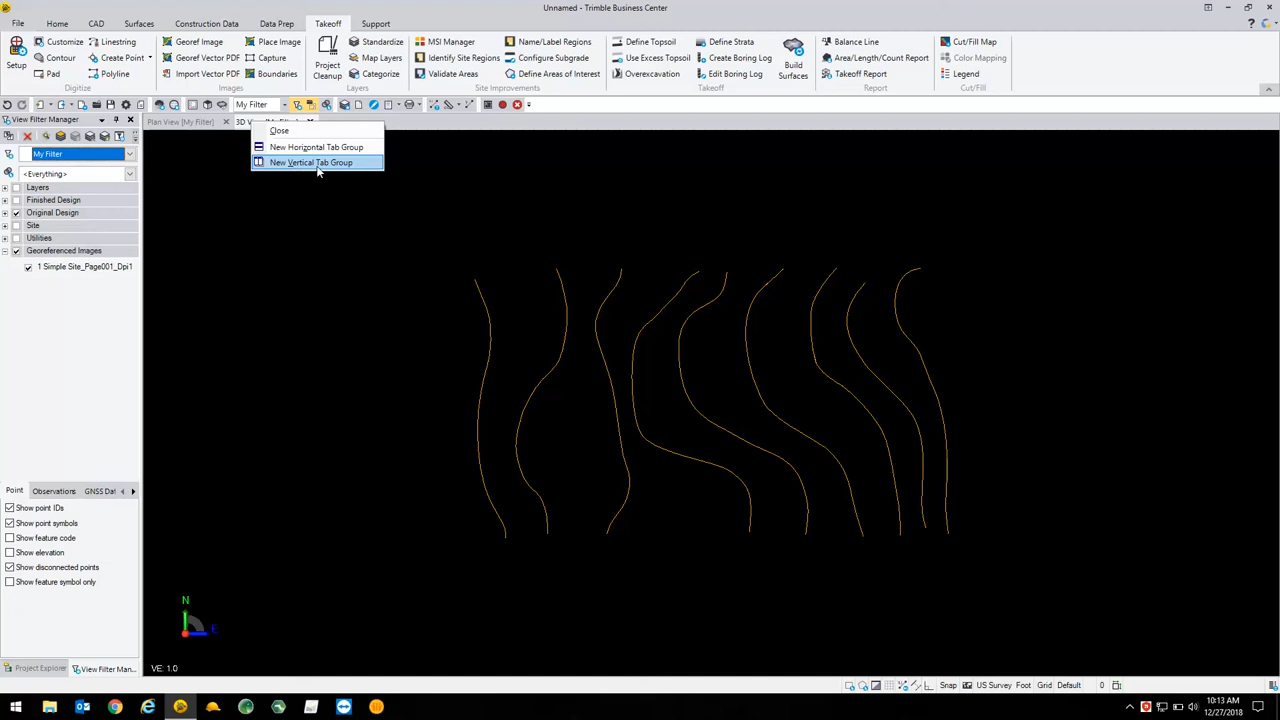 Unnamed - Trimble Business Center
File Home CAD Surfaces Construction Data Data Prep Takeoff Support
Customize Linestring Georef Image Place Image Standardize MSI Manager Name/Label Regions Define Topsoil Define Strata Balance Line Cut/Fill Map
Contour Create Point Georef Vector PDF Capture Map Layers Identify Site Regions Configure Subgrade Use Excess Topsoil Create Boring Log Area/Length/Count Report Color Mapping
Setup Pad Polyline Import Vector PDF Boundaries Project Cleanup Categorize Validate Areas Define Areas of Interest Overexcavation Edit Boring Log Build Surfaces Takeoff Report Legend
Digitize Images Layers Site Improvements Takeoff Report Cut/Fill
My Filter
View Filter Manager
Plan View [My Filter]
3D V
Close
New Horizontal Tab Group
New Vertical Tab Group
My Filter
<Everything>
Layers
Finished Design
Original Design
Site
Utilities
Georeferenced Images
1 Simple Site_Page001_Dpi1
Point Observations GNSS Dat
Show point IDs
Show point symbols
Show feature code
Show elevation
Show disconnected points
Show feature symbol only
N
E
VE: 1.0
Project Explorer View Filter Man...
Snap US Survey Foot Grid Default 0
10:13 AM
12/27/2018